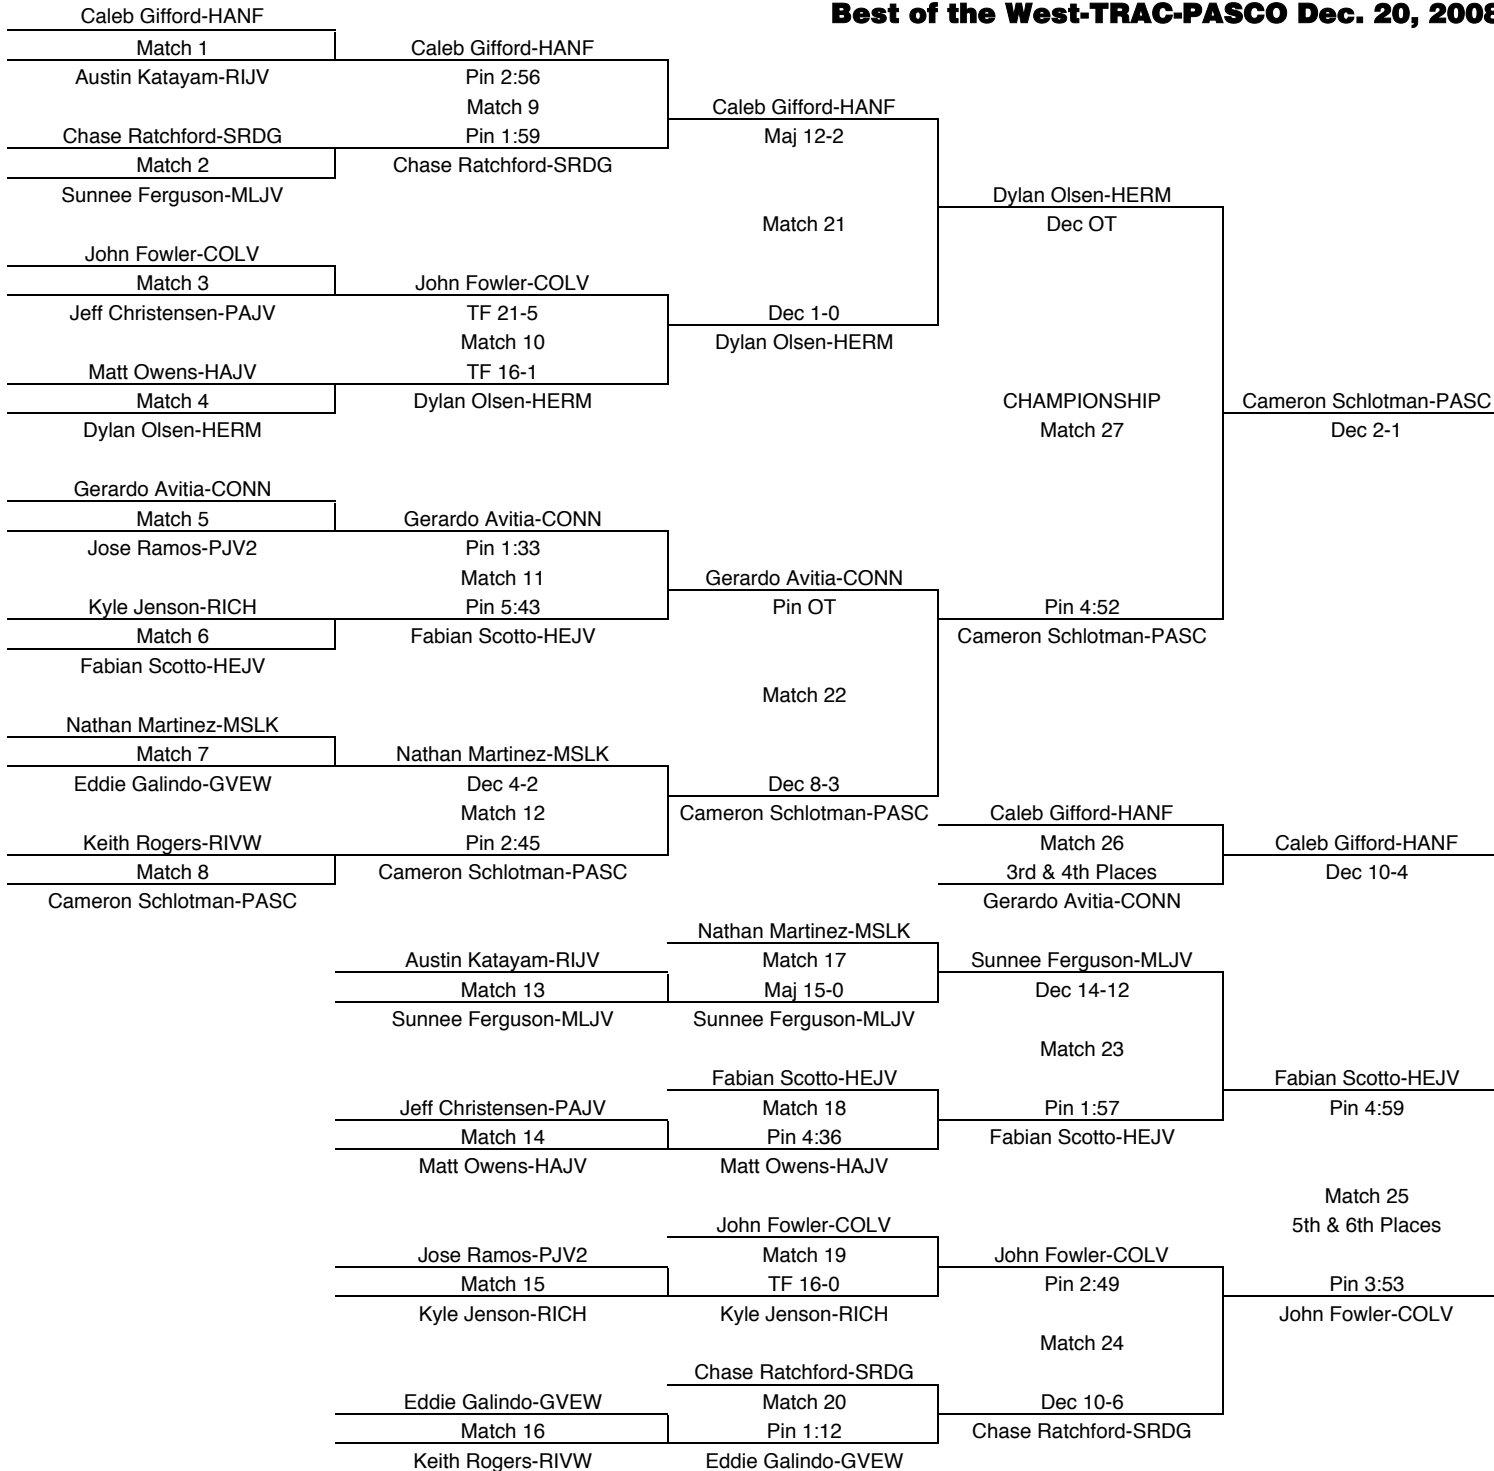 Best of the West-TRAC-PASCO Dec. 20, 2008
Caleb Gifford-HANF
Match 1
Austin Katayam-RIJV
Chase Ratchford-SRDG
Match 2
Sunnee Ferguson-MLJV
John Fowler-COLV
Match 3
Jeff Christensen-PAJV
Matt Owens-HAJV
Match 4
Dylan Olsen-HERM
Gerardo Avitia-CONN
Match 5
Jose Ramos-PJV2
Kyle Jenson-RICH
Match 6
Fabian Scotto-HEJV
Nathan Martinez-MSLK
Match 7
Eddie Galindo-GVEW
Keith Rogers-RIVW
Match 8
Cameron Schlotman-PASC
Caleb Gifford-HANF
Pin 2:56
Match 9
Pin 1:59
Chase Ratchford-SRDG
John Fowler-COLV
TF 21-5
Match 10
TF 16-1
Dylan Olsen-HERM
Gerardo Avitia-CONN
Pin 1:33
Match 11
Pin 5:43
Fabian Scotto-HEJV
Nathan Martinez-MSLK
Dec 4-2
Match 12
Pin 2:45
Cameron Schlotman-PASC
Caleb Gifford-HANF
Maj 12-2
Match 21
Dec 1-0
Dylan Olsen-HERM
Gerardo Avitia-CONN
Pin OT
Match 22
Dec 8-3
Cameron Schlotman-PASC
Dylan Olsen-HERM
Dec OT
CHAMPIONSHIP
Match 27
Pin 4:52
Cameron Schlotman-PASC
Cameron Schlotman-PASC
Dec 2-1
Caleb Gifford-HANF
Match 26
3rd & 4th Places
Gerardo Avitia-CONN
Caleb Gifford-HANF
Dec 10-4
Austin Katayam-RIJV
Match 13
Sunnee Ferguson-MLJV
Jeff Christensen-PAJV
Match 14
Matt Owens-HAJV
Jose Ramos-PJV2
Match 15
Kyle Jenson-RICH
Eddie Galindo-GVEW
Match 16
Keith Rogers-RIVW
Nathan Martinez-MSLK
Match 17
Maj 15-0
Sunnee Ferguson-MLJV
Fabian Scotto-HEJV
Match 18
Pin 4:36
Matt Owens-HAJV
John Fowler-COLV
Match 19
TF 16-0
Kyle Jenson-RICH
Chase Ratchford-SRDG
Match 20
Pin 1:12
Eddie Galindo-GVEW
Sunnee Ferguson-MLJV
Dec 14-12
Match 23
Pin 1:57
Fabian Scotto-HEJV
John Fowler-COLV
Pin 2:49
Match 24
Dec 10-6
Chase Ratchford-SRDG
Fabian Scotto-HEJV
Pin 4:59
Match 25
5th & 6th Places
Pin 3:53
John Fowler-COLV